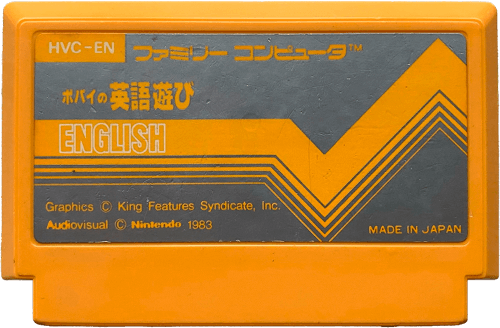 HVC-EN ファミリー コンピュータ™
ポパイの英語遊び
ENGLISH
Graphics © King Features Syndicate, Inc.
Audiovisual © Nintendo 1983
MADE IN JAPAN